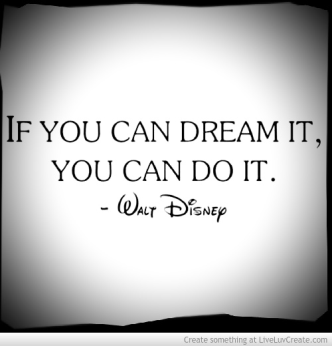 IF YOU CAN DREAM IT,
YOU CAN DO IT.
- WALT DISNEY
Create something at LiveLuvCreate.com